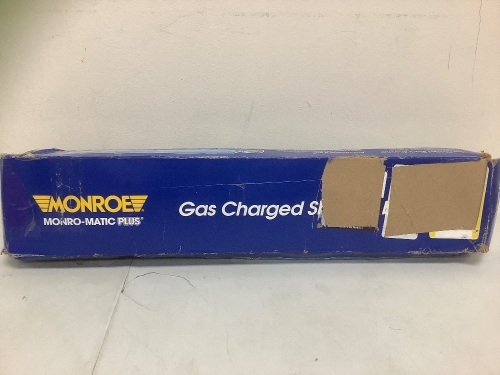 MONROE
MONRO-MATIC PLUS®
Gas Charged